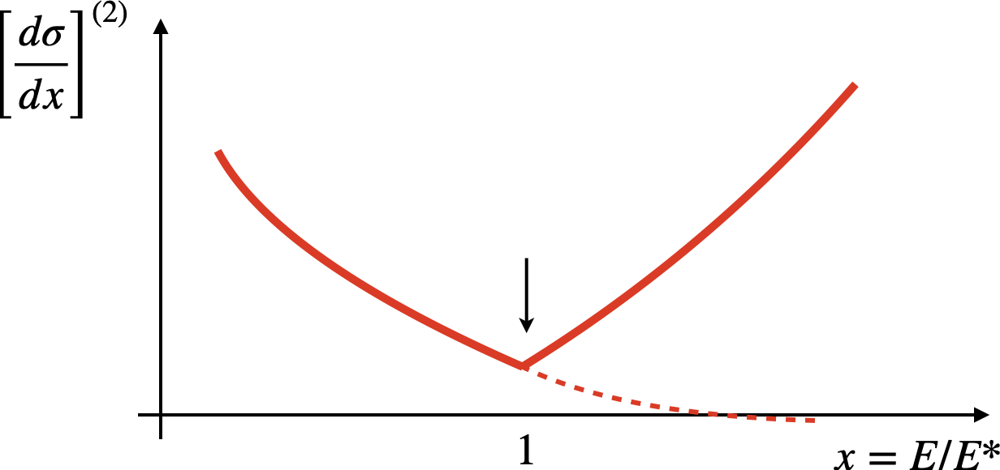 [dσ/dx]^(2)
1
x = E/E*